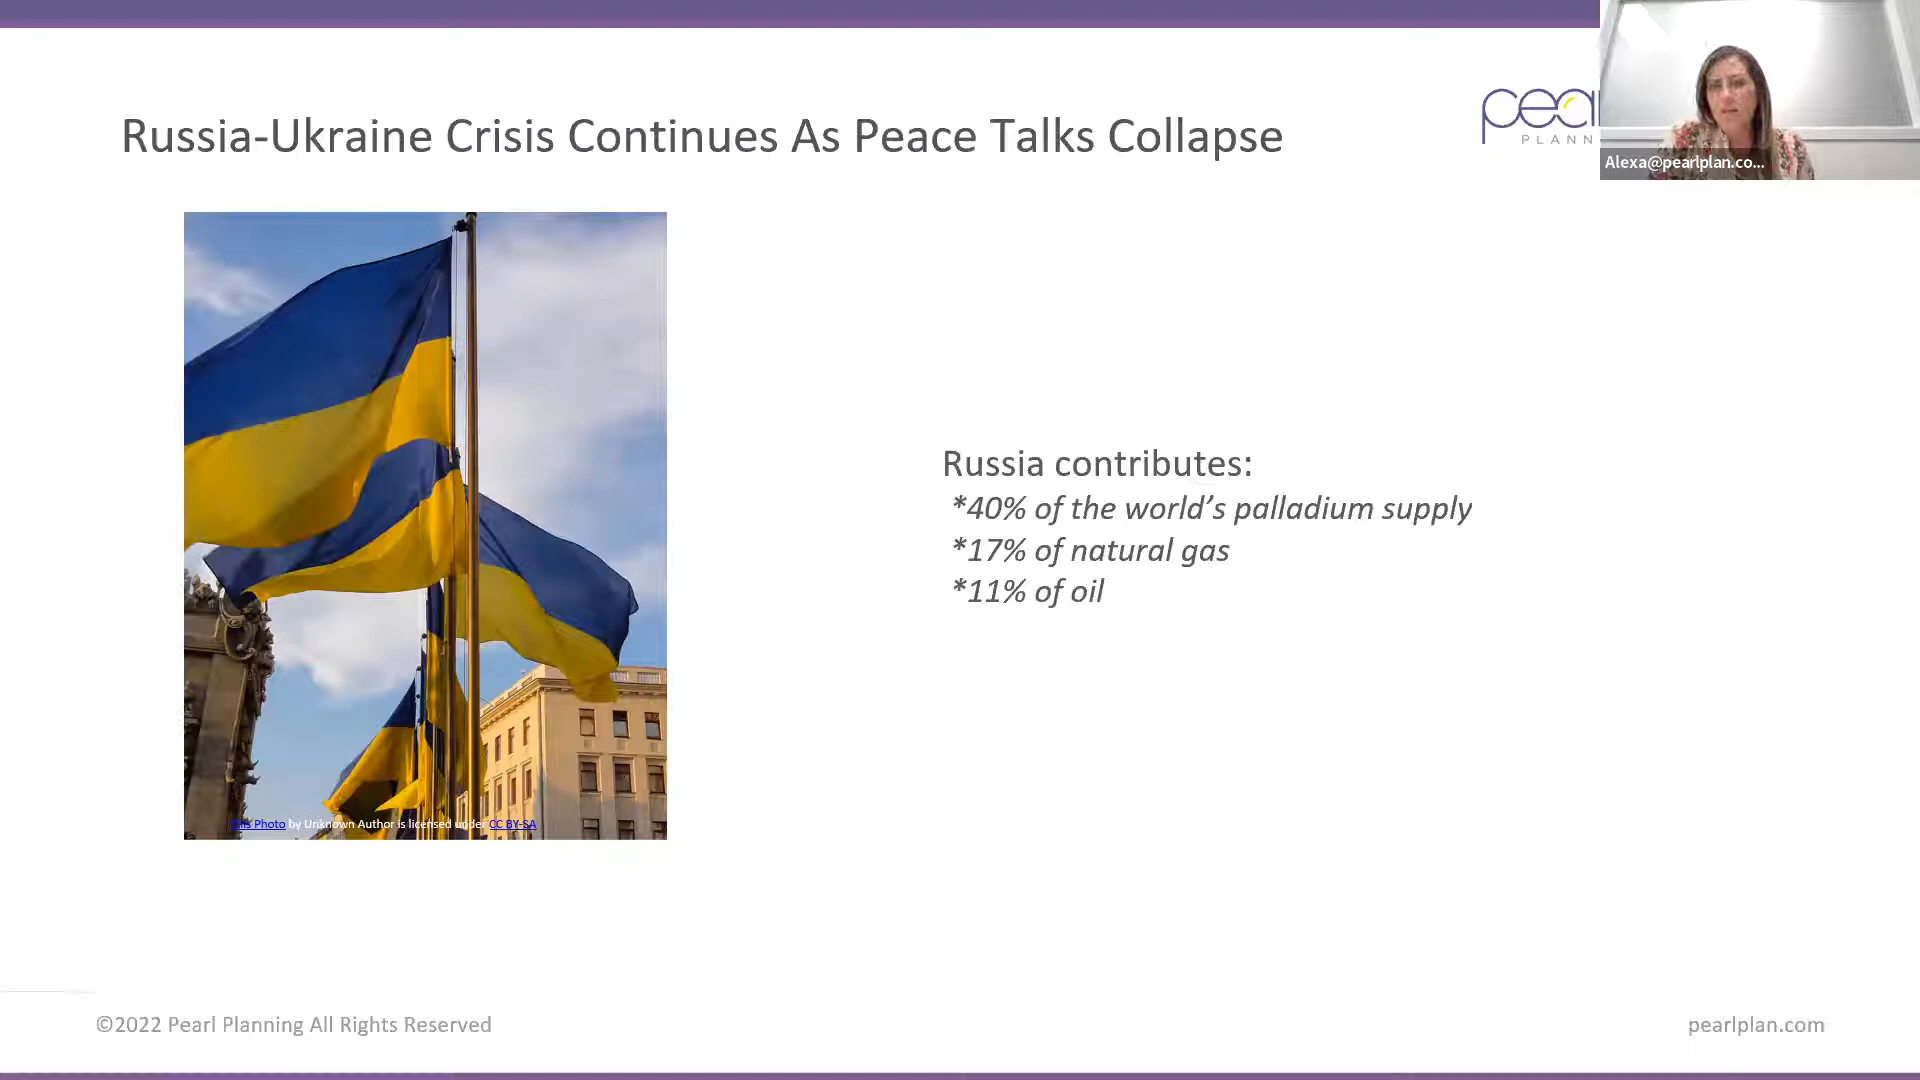 Russia-Ukraine Crisis Continues As Peace Talks Collapse
pea
PLANN
Alexa@pearlplan.co...
Russia contributes:
*40% of the world’s palladium supply
*17% of natural gas
*11% of oil
This Photo by Unknown Author is licensed under CC BY-SA
©2022 Pearl Planning All Rights Reserved
pearlplan.com